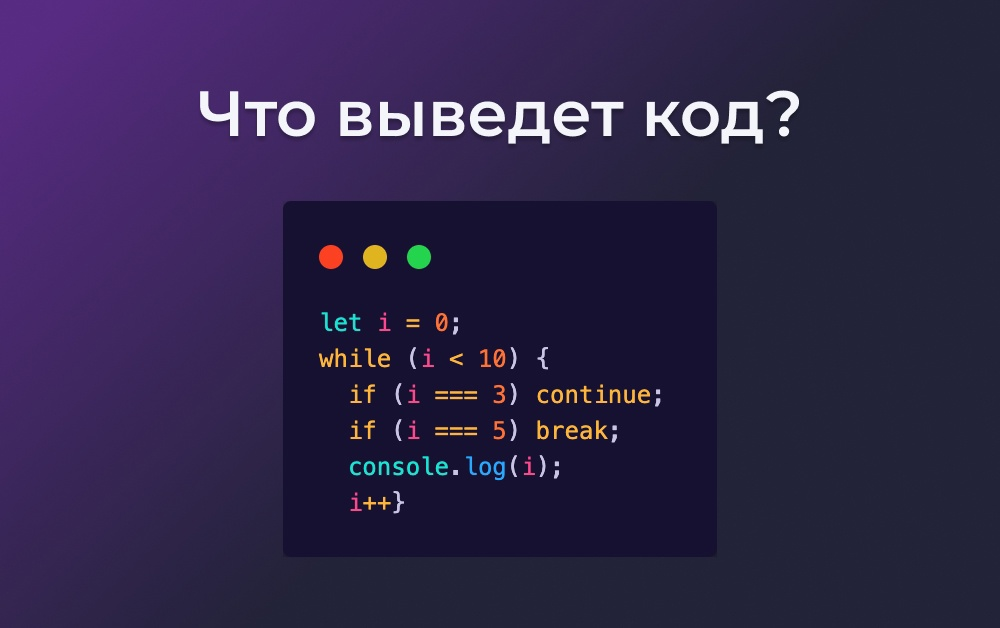 Что выведет код?
let i = 0;
while (i < 10) {
  if (i === 3) continue;
  if (i === 5) break;
  console.log(i);
  i++}